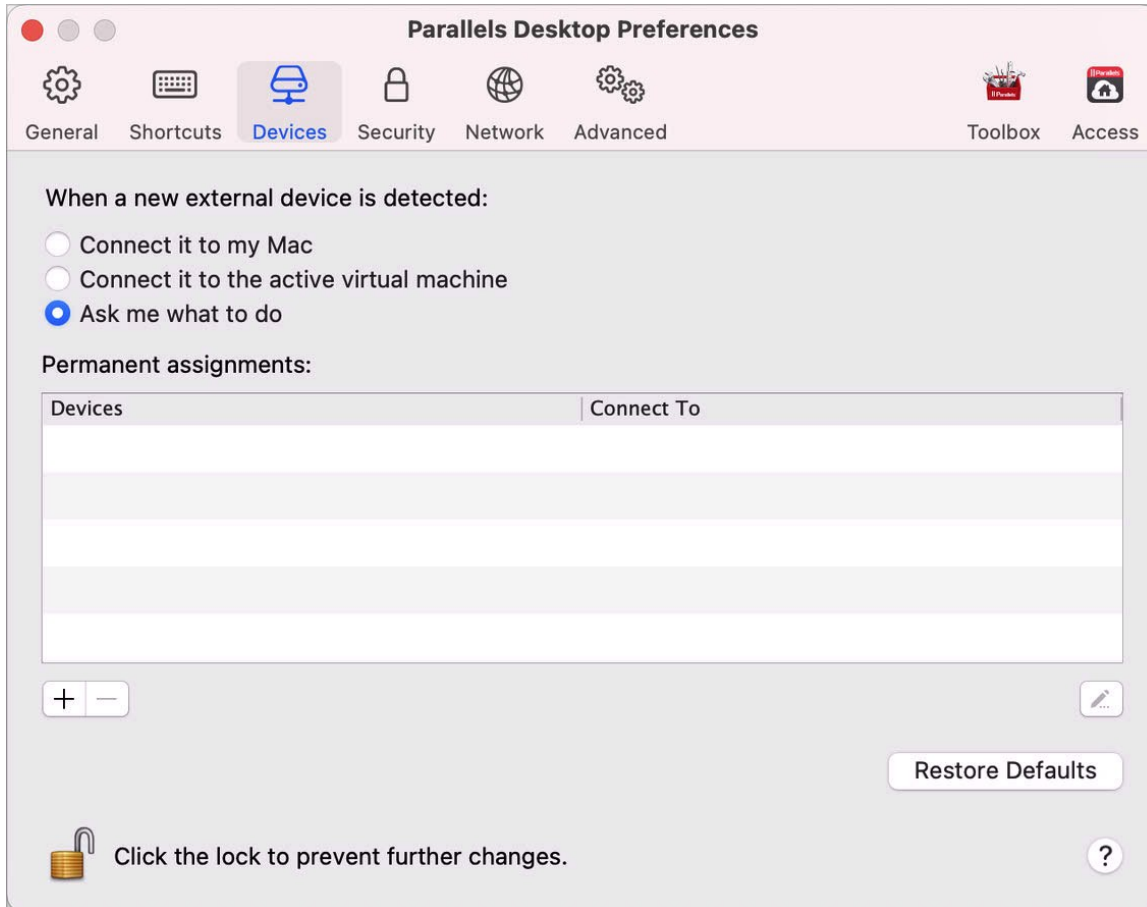 Parallels Desktop Preferences
General Shortcuts Devices Security Network Advanced Toolbox Access
When a new external device is detected:
Connect it to my Mac
Connect it to the active virtual machine
Ask me what to do
Permanent assignments:
Devices Connect To
Restore Defaults
Click the lock to prevent further changes.
?